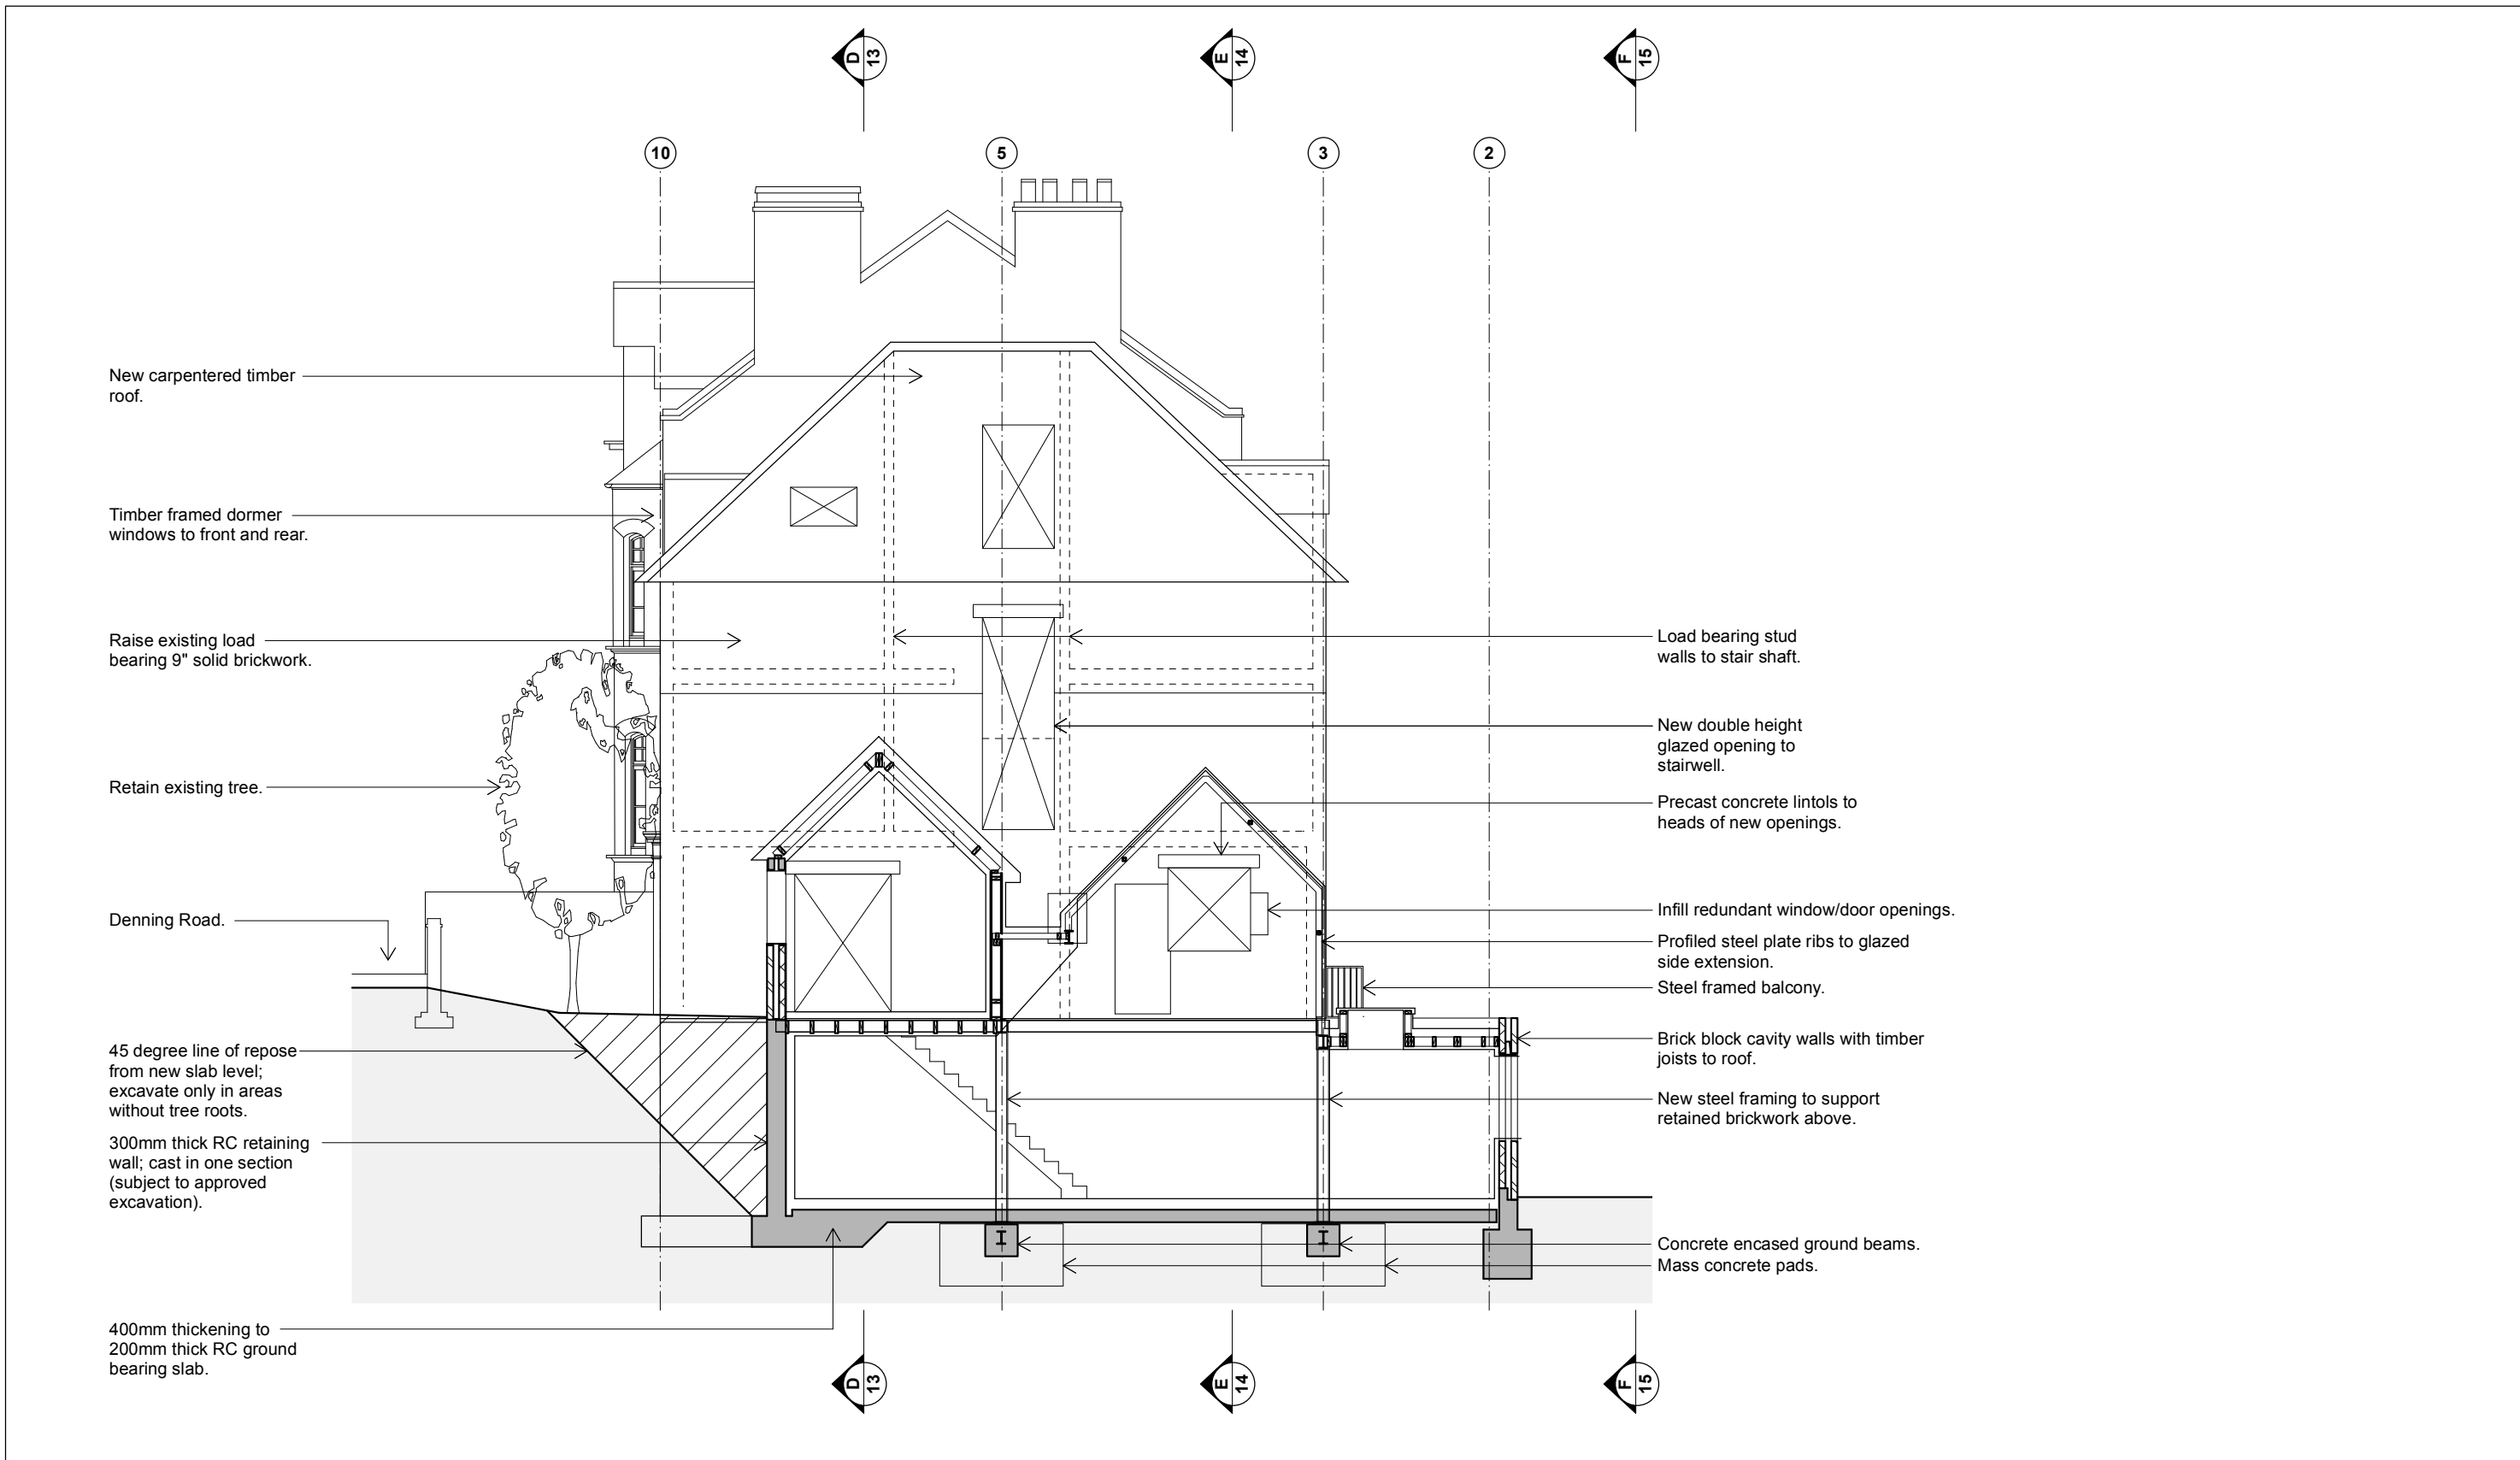 D
13
E
14
F
15
10
5
3
2
New carpentered timber
roof.
Timber framed dormer
windows to front and rear.
Raise existing load
bearing 9" solid brickwork.
Retain existing tree.
Denning Road.
45 degree line of repose
from new slab level;
excavate only in areas
without tree roots.
300mm thick RC retaining
wall; cast in one section
(subject to approved
excavation).
400mm thickening to
200mm thick RC ground
bearing slab.
Load bearing stud
walls to stair shaft.
New double height
glazed opening to
stairwell.
Precast concrete lintols to
heads of new openings.
Infill redundant window/door openings.
Profiled steel plate ribs to glazed
side extension.
Steel framed balcony.
Brick block cavity walls with timber
joists to roof.
New steel framing to support
retained brickwork above.
Concrete encased ground beams.
Mass concrete pads.
D
13
E
14
F
15